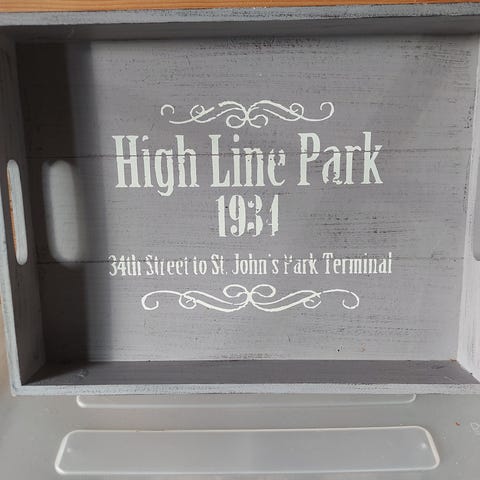 High Line Park
1934
34th Street to St. John's Park Terminal